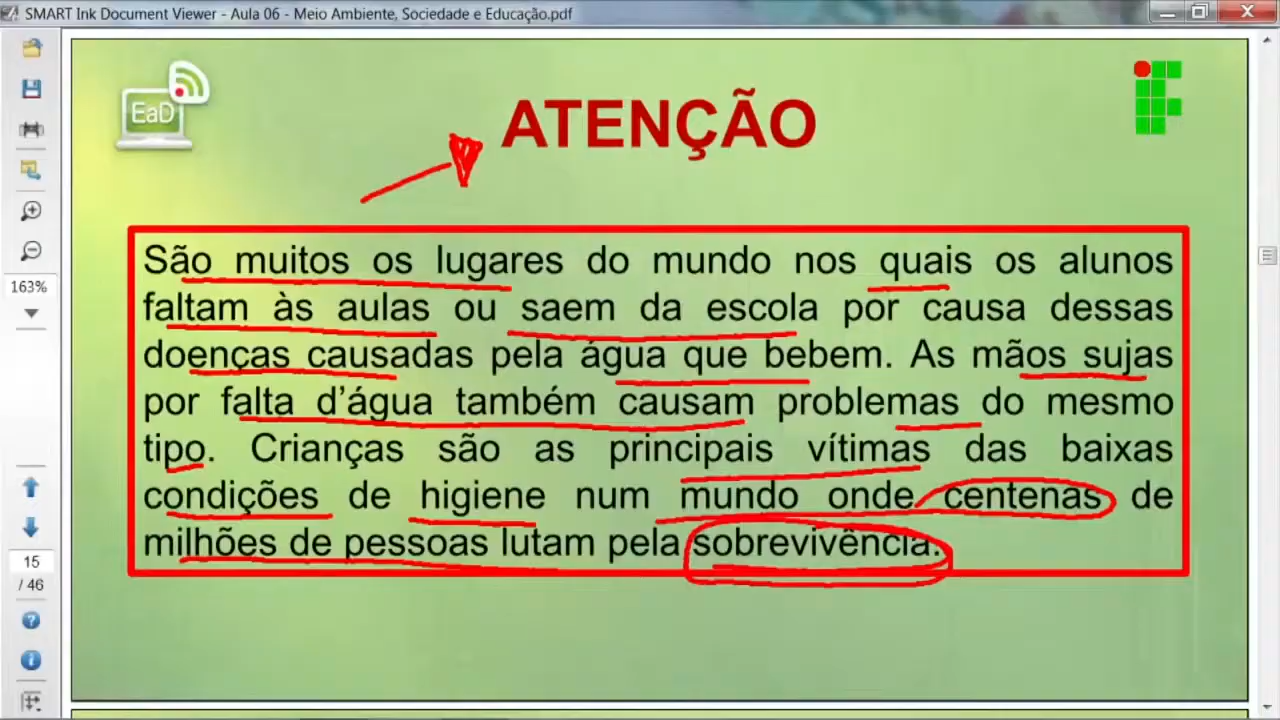 SMART Ink Document Viewer - Aula 06 - Meio Ambiente, Sociedade e Educação.pdf
EaD
ATENÇÃO
São muitos os lugares do mundo nos quais os alunos
faltam às aulas ou saem da escola por causa dessas
doenças causadas pela água que bebem. As mãos sujas
por falta d’água também causam problemas do mesmo
tipo. Crianças são as principais vítimas das baixas
condições de higiene num mundo onde centenas de
milhões de pessoas lutam pela sobrevivência.
163%
15
/ 46